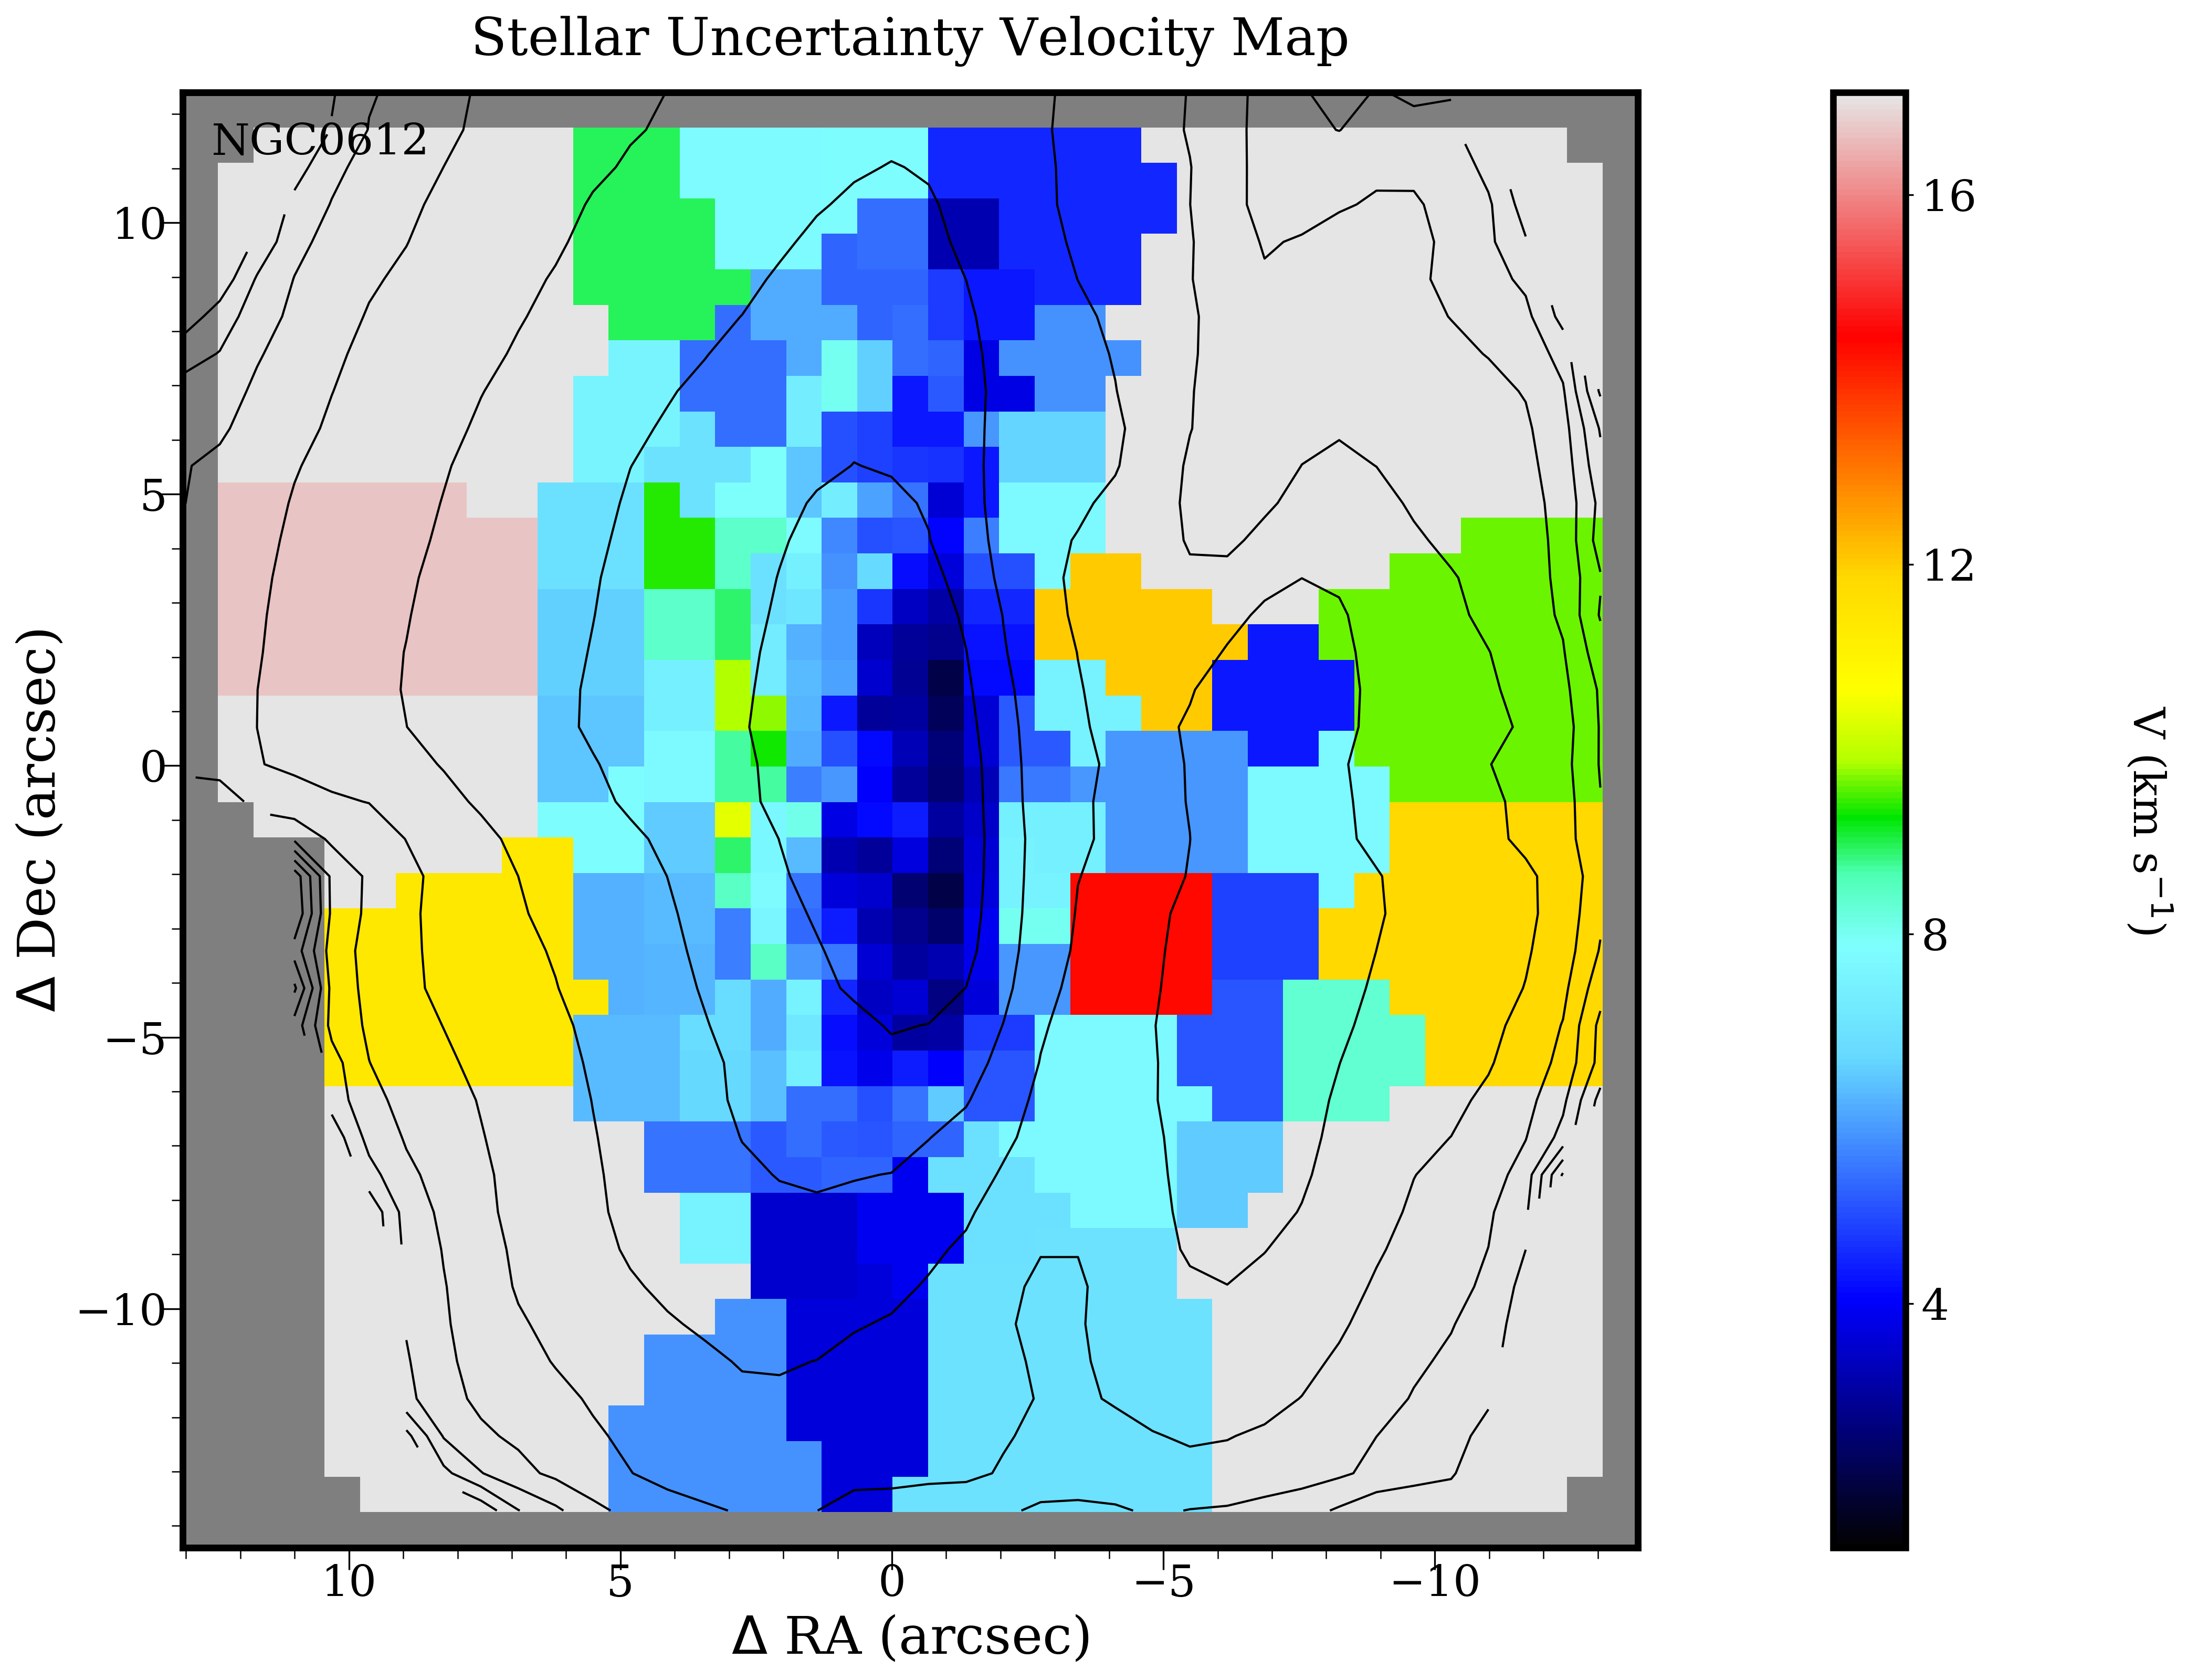 Stellar Uncertainty Velocity Map
NGC0612
10
5
0
−5
−10
Δ Dec (arcsec)
10
5
0
−5
−10
Δ RA (arcsec)
16
12
8
4
V (km s⁻¹)